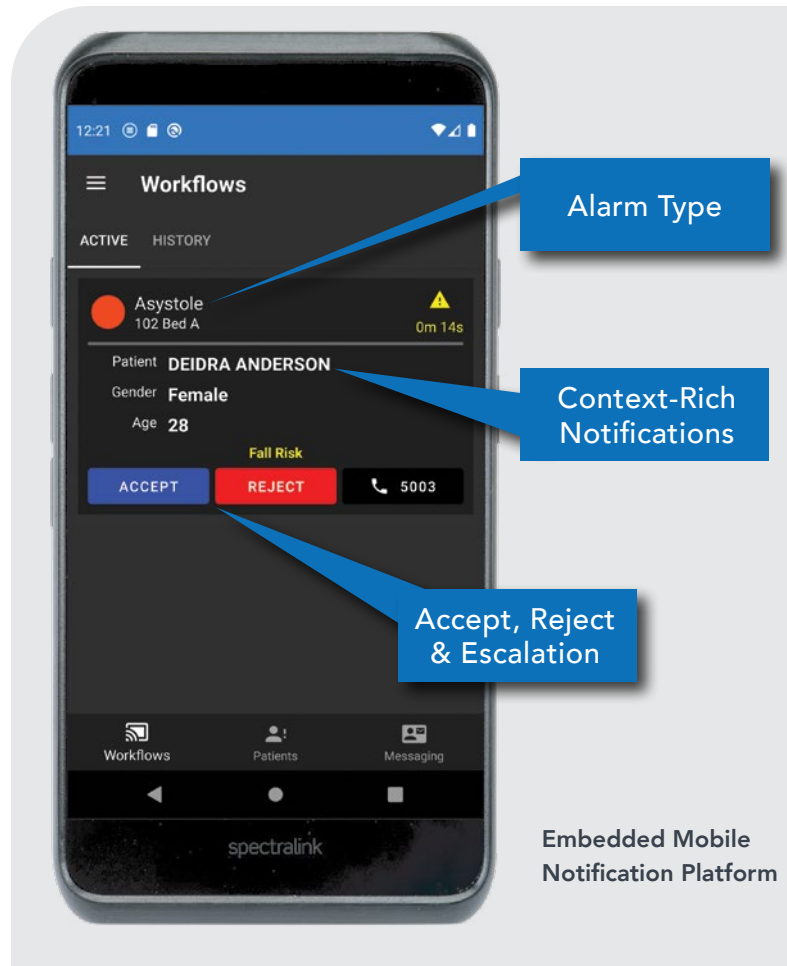 12:21
Workflows
Alarm Type
ACTIVE HISTORY
Asystole
102 Bed A
0m 14s
Patient DEIDRA ANDERSON
Gender Female
Age 28
Context-Rich
Notifications
Fall Risk
ACCEPT REJECT 5003
Accept, Reject
& Escalation
Workflows Patients Messaging
spectralink
Embedded Mobile
Notification Platform